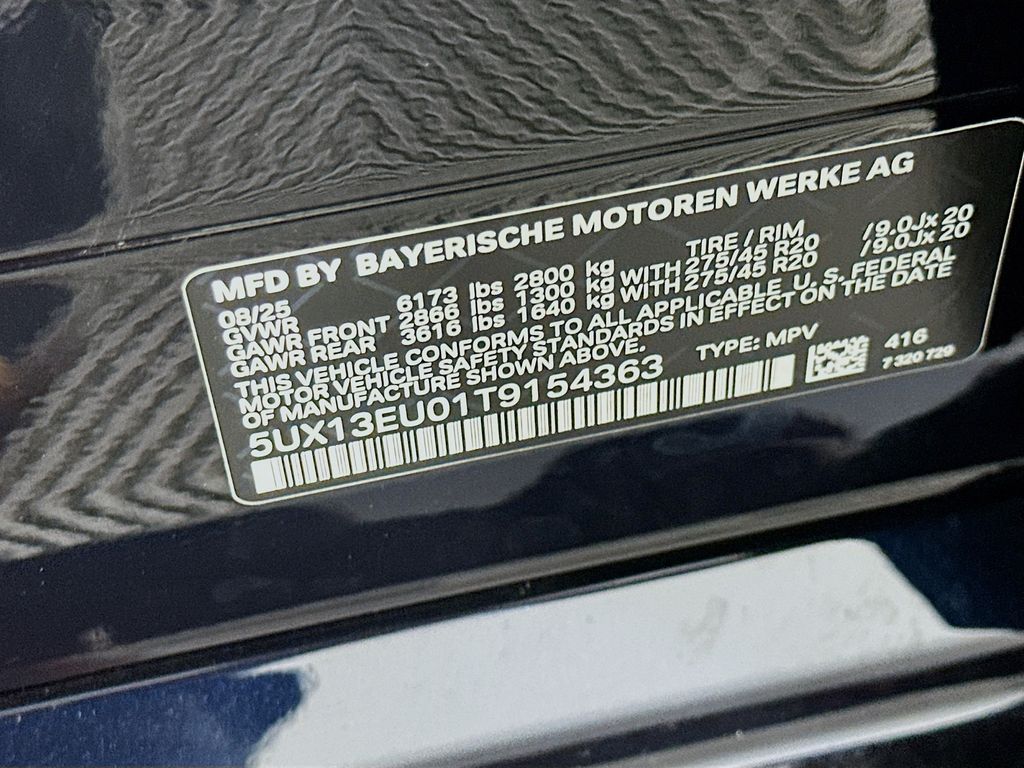 MFD BY BAYERISCHE MOTOREN WERKE AG
08/25 TIRE / RIM
GVWR 6173 lbs 2800 kg
GAWR FRONT 2866 lbs 1300 kg WITH 275/45 R20 /9.0Jx 20
GAWR REAR 3616 lbs 1640 kg WITH 275/45 R20 /9.0Jx 20
THIS VEHICLE CONFORMS TO ALL APPLICABLE U. S. FEDERAL
MOTOR VEHICLE SAFETY STANDARDS IN EFFECT ON THE DATE
OF MANUFACTURE SHOWN ABOVE.
5UX13EU01T9154363 TYPE: MPV 416
7 320 729